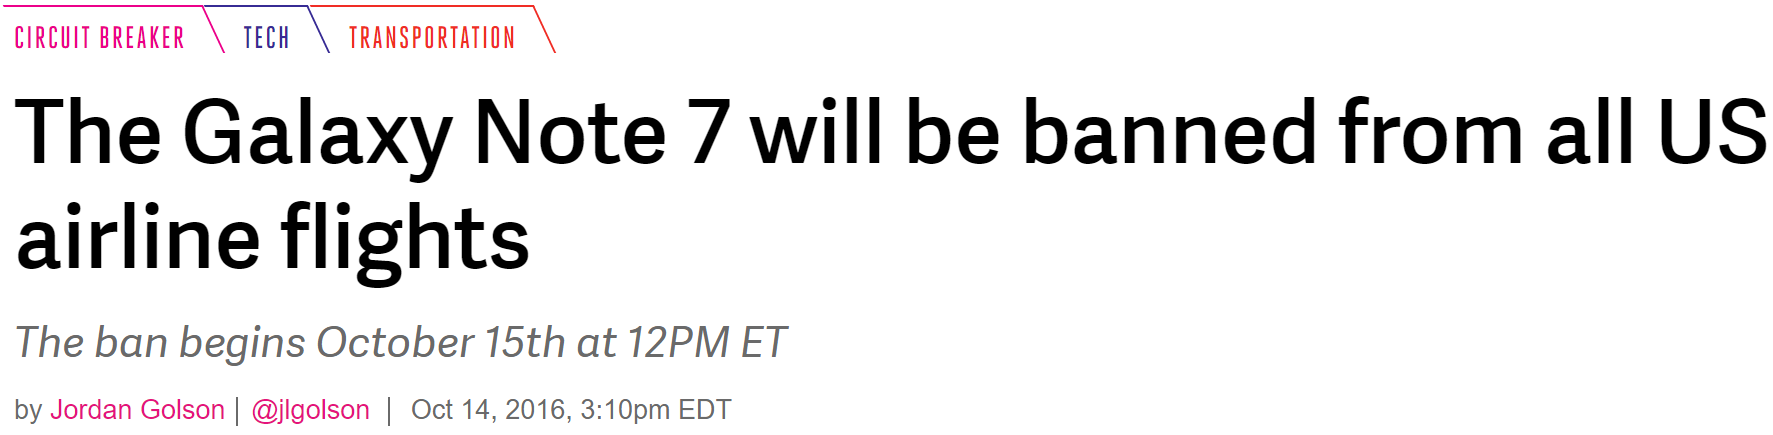 CIRCUIT BREAKER TECH TRANSPORTATION
The Galaxy Note 7 will be banned from all US
airline flights
The ban begins October 15th at 12PM ET
by Jordan Golson | @jlgolson | Oct 14, 2016, 3:10pm EDT